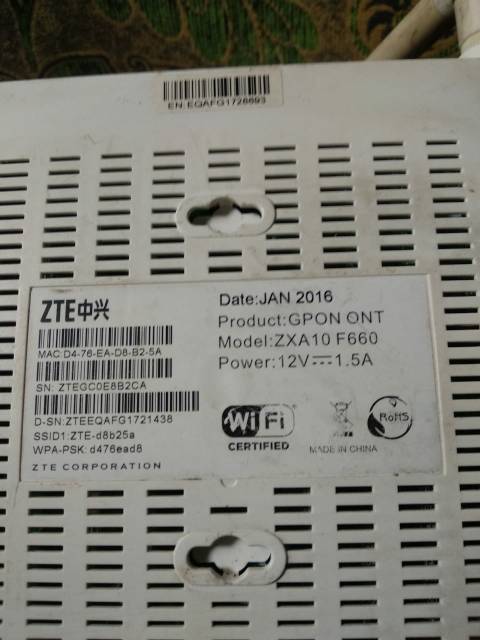 EN: EQAFG1728693
ZTE中兴
Date:JAN 2016
Product:GPON ONT
Model:ZXA10 F660
Power:12V⎓1.5A
MAC:D4-76-EA-D8-B2-5A
SN: ZTEGC0E8B2CA
D-SN:ZTEEQAFG1721438
SSID1:ZTE-d8b25a
WPA-PSK: d476ead8
ZTE CORPORATION
Wi Fi
CERTIFIED
MADE IN CHINA
RoHS